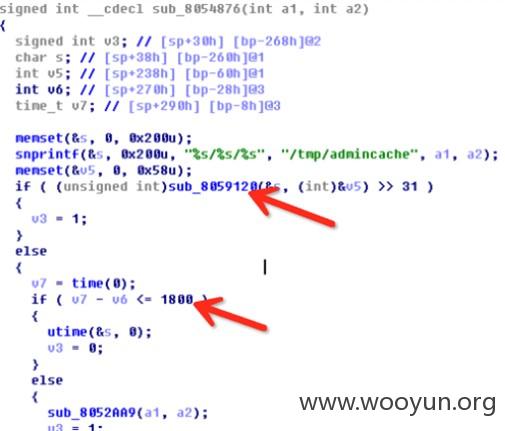 signed int __cdecl sub_8054876(int a1, int a2)
{
signed int v3; // [sp+30h] [bp-268h]@2
char s; // [sp+38h] [bp-260h]@1
int v5; // [sp+238h] [bp-60h]@1
int v6; // [sp+270h] [bp-28h]@3
time_t v7; // [sp+290h] [bp-8h]@3
memset(&s, 0, 0x200u);
snprintf(&s, 0x200u, "%s/%s/%s", "/tmp/admincache", a1, a2);
memset(&v5, 0, 0x58u);
if ( (unsigned int)sub_8059120(&s, (int)&v5) >> 31 )
{
v3 = 1;
}
else
{
v7 = time(0);
if ( v7 - v6 <= 1800 )
{
utime(&s, 0);
v3 = 0;
}
else
{
sub_8052AA9(a1, a2);
v3 = 1;
www.wooyun.org